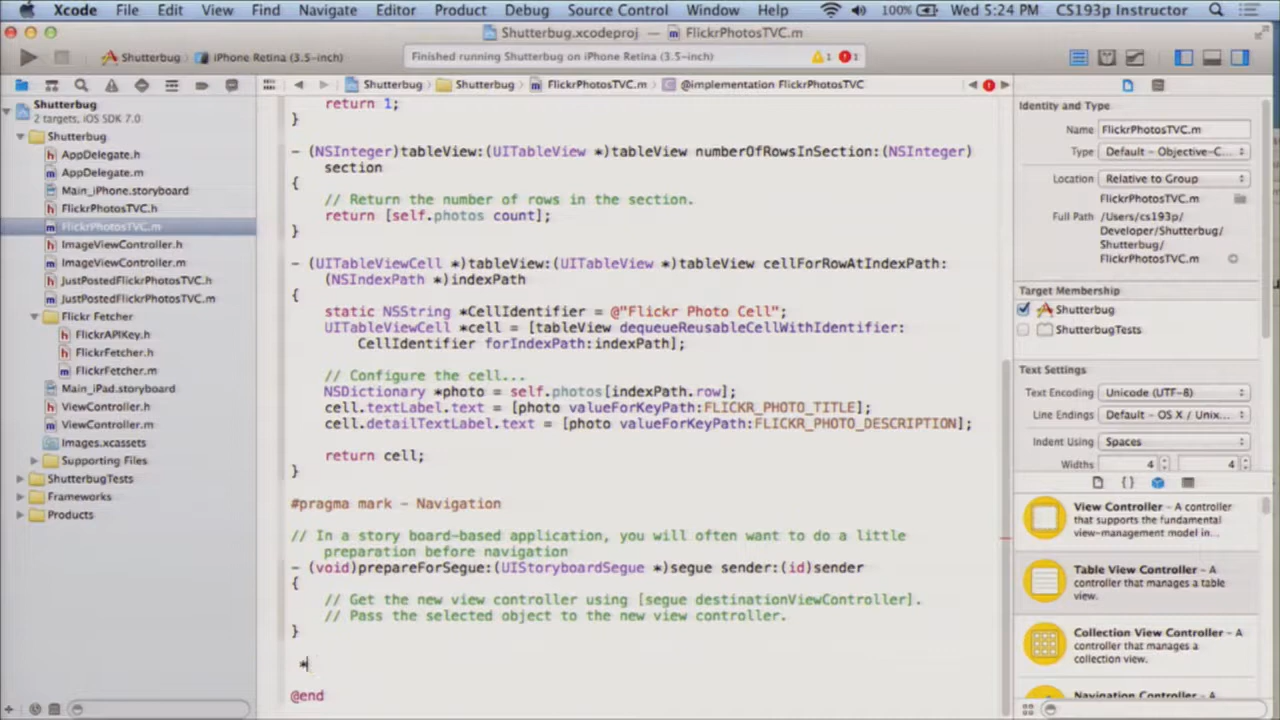 Xcode File Edit View Find Navigate Editor Product Debug Source Control Window Help 100% Wed 5:24 PM CS193p Instructor
Shutterbug.xcodeproj — FlickrPhotosTVC.m
Shutterbug iPhone Retina (3.5-inch) Finished running Shutterbug on iPhone Retina (3.5-inch) 1 1
Shutterbug Shutterbug FlickrPhotosTVC.m @implementation FlickrPhotosTVC
Shutterbug
2 targets, iOS SDK 7.0
Shutterbug
AppDelegate.h
AppDelegate.m
Main_iPhone.storyboard
FlickrPhotosTVC.h
FlickrPhotosTVC.m
ImageViewController.h
ImageViewController.m
JustPostedFlickrPhotosTVC.h
JustPostedFlickrPhotosTVC.m
Flickr Fetcher
FlickrAPIKey.h
FlickrFetcher.h
FlickrFetcher.m
Main_iPad.storyboard
ViewController.h
ViewController.m
Images.xcassets
Supporting Files
ShutterbugTests
Frameworks
Products
return 1;
}
- (NSInteger)tableView:(UITableView *)tableView numberOfRowsInSection:(NSInteger)
section
{
// Return the number of rows in the section.
return [self.photos count];
}
- (UITableViewCell *)tableView:(UITableView *)tableView cellForRowAtIndexPath:
(NSIndexPath *)indexPath
{
static NSString *CellIdentifier = @"Flickr Photo Cell";
UITableViewCell *cell = [tableView dequeueReusableCellWithIdentifier:
CellIdentifier forIndexPath:indexPath];
// Configure the cell...
NSDictionary *photo = self.photos[indexPath.row];
cell.textLabel.text = [photo valueForKeyPath:FLICKR_PHOTO_TITLE];
cell.detailTextLabel.text = [photo valueForKeyPath:FLICKR_PHOTO_DESCRIPTION];
return cell;
}
#pragma mark - Navigation
// In a story board-based application, you will often want to do a little
preparation before navigation
- (void)prepareForSegue:(UIStoryboardSegue *)segue sender:(id)sender
{
// Get the new view controller using [segue destinationViewController].
// Pass the selected object to the new view controller.
}
*
@end
Identity and Type
Name FlickrPhotosTVC.m
Type Default - Objective-C...
Location Relative to Group
FlickrPhotosTVC.m
Full Path /Users/cs193p/
Developer/Shutterbug/
Shutterbug/
FlickrPhotosTVC.m
Target Membership
Shutterbug
ShutterbugTests
Text Settings
Text Encoding Unicode (UTF-8)
Line Endings Default - OS X / Unix...
Indent Using Spaces
Widths 4 4
{ }
View Controller - A controller
that supports the fundamental
view-management model in...
Table View Controller - A
controller that manages a table
view.
Collection View Controller - A
controller that manages a
collection view.
Navigation Controller - A